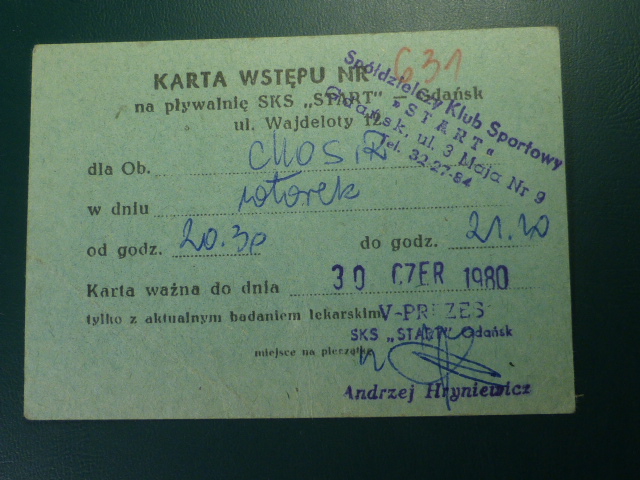 KARTA WSTĘPU NR 631
na pływalnię SKS „START" — Gdańsk
ul. Wajdeloty 12
Spółdzielczy Klub Sportowy
"START"
Gdańsk, ul. 3 Maja Nr 9
Tel. 32-27-84
dla Ob.
w dniu wtorek
od godz. 20.30 do godz. 21.10
Karta ważna do dnia 30 CZER 1980
tylko z aktualnym badaniem lekarskim
V-PREZES
SKS „START" Gdańsk
miejsce na pieczątkę
Andrzej Hryniewicz